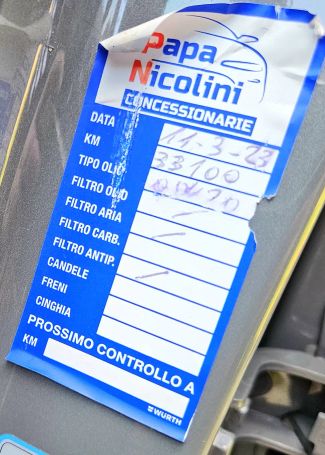 Papa
Nicolini
CONCESSIONARIE
DATA 11-3-23
KM 33100
TIPO OLIO 0W20
FILTRO OLIO
FILTRO ARIA
FILTRO CARB.
FILTRO ANTIP.
CANDELE
FRENI
CINGHIA
PROSSIMO CONTROLLO A
KM
WÜRTH